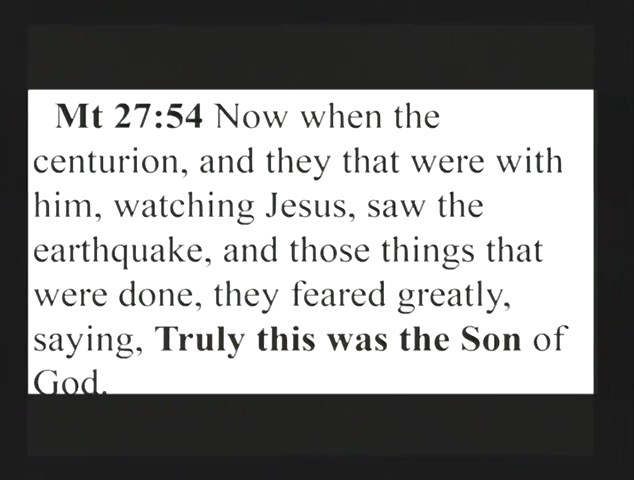 Mt 27:54 Now when the
centurion, and they that were with
him, watching Jesus, saw the
earthquake, and those things that
were done, they feared greatly,
saying, Truly this was the Son of
God.